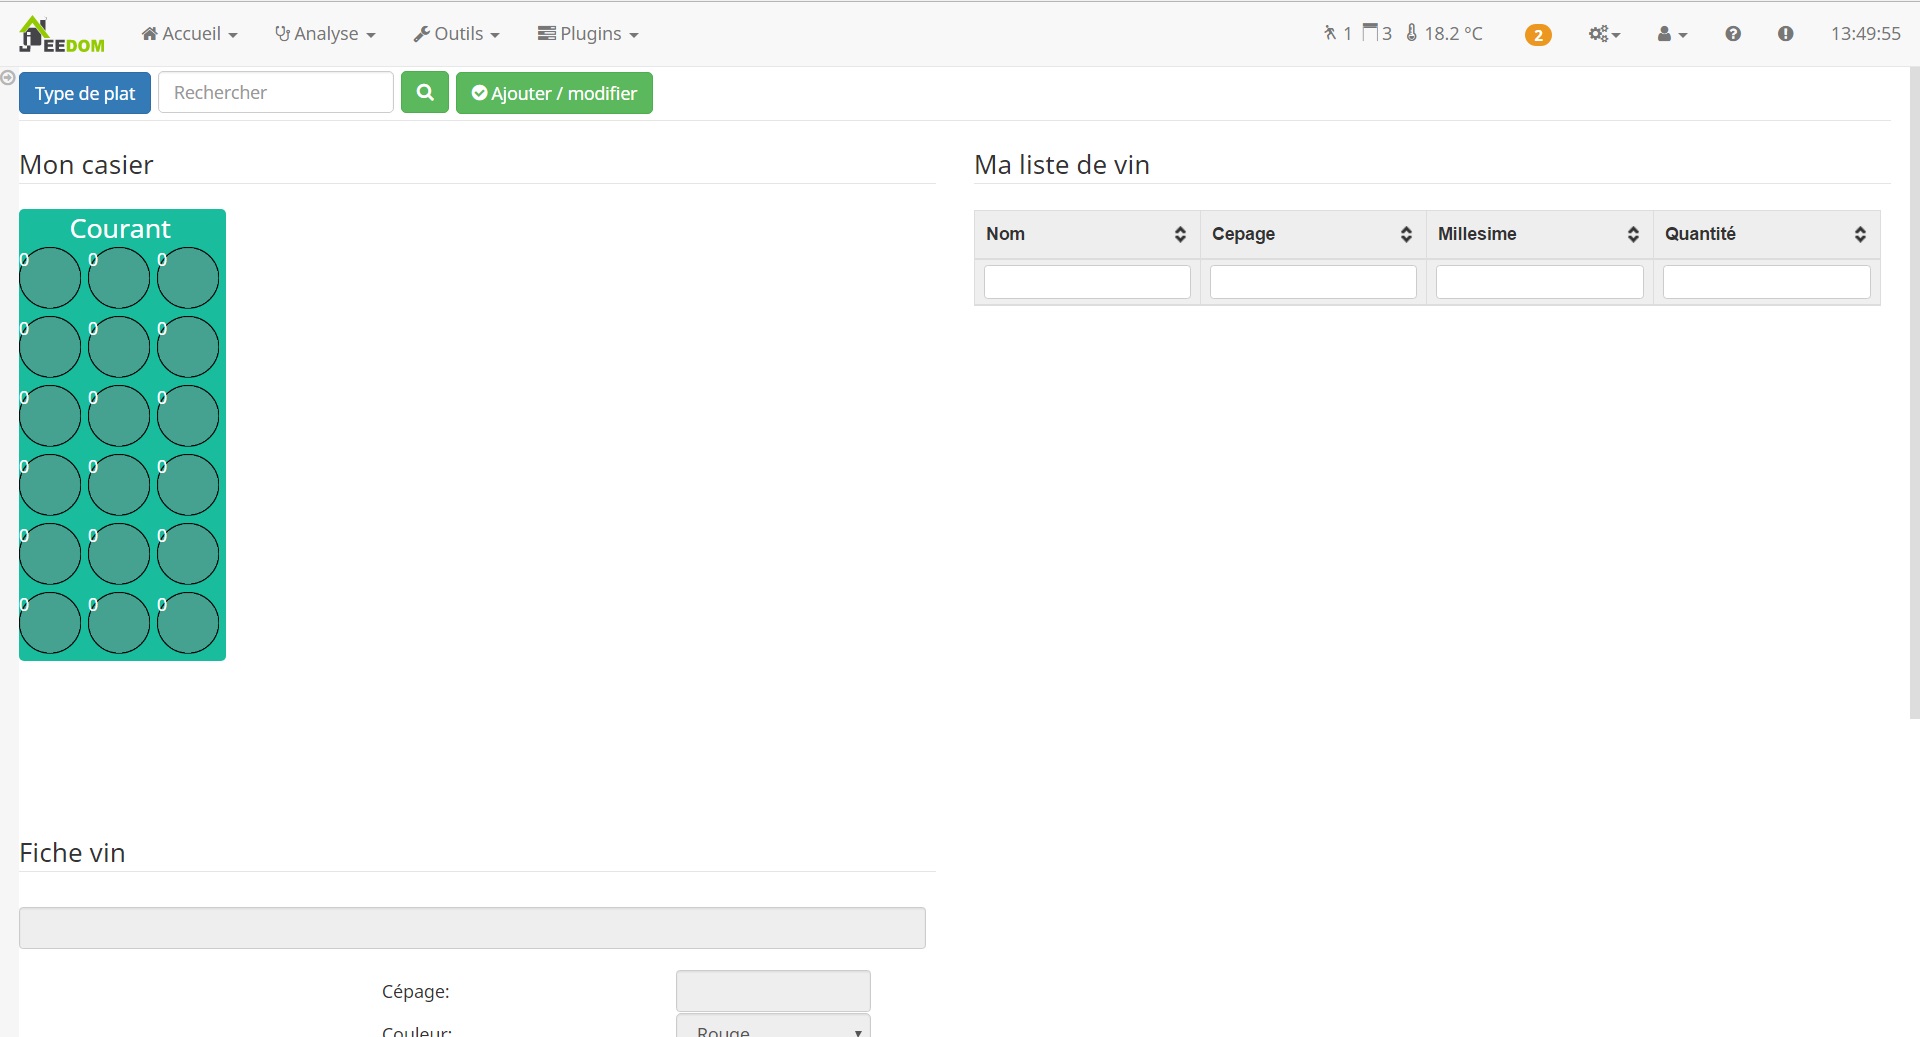 JEEDOM Accueil Analyse Outils Plugins 1 3 18.2 °C 2 13:49:55
Type de plat Rechercher Ajouter / modifier
Mon casier
Ma liste de vin
Courant
Nom Cepage Millesime Quantité
0 0 0
0 0 0
0 0 0
0 0 0
0 0 0
0 0 0
Fiche vin
Cépage:
Couleur: Rouge